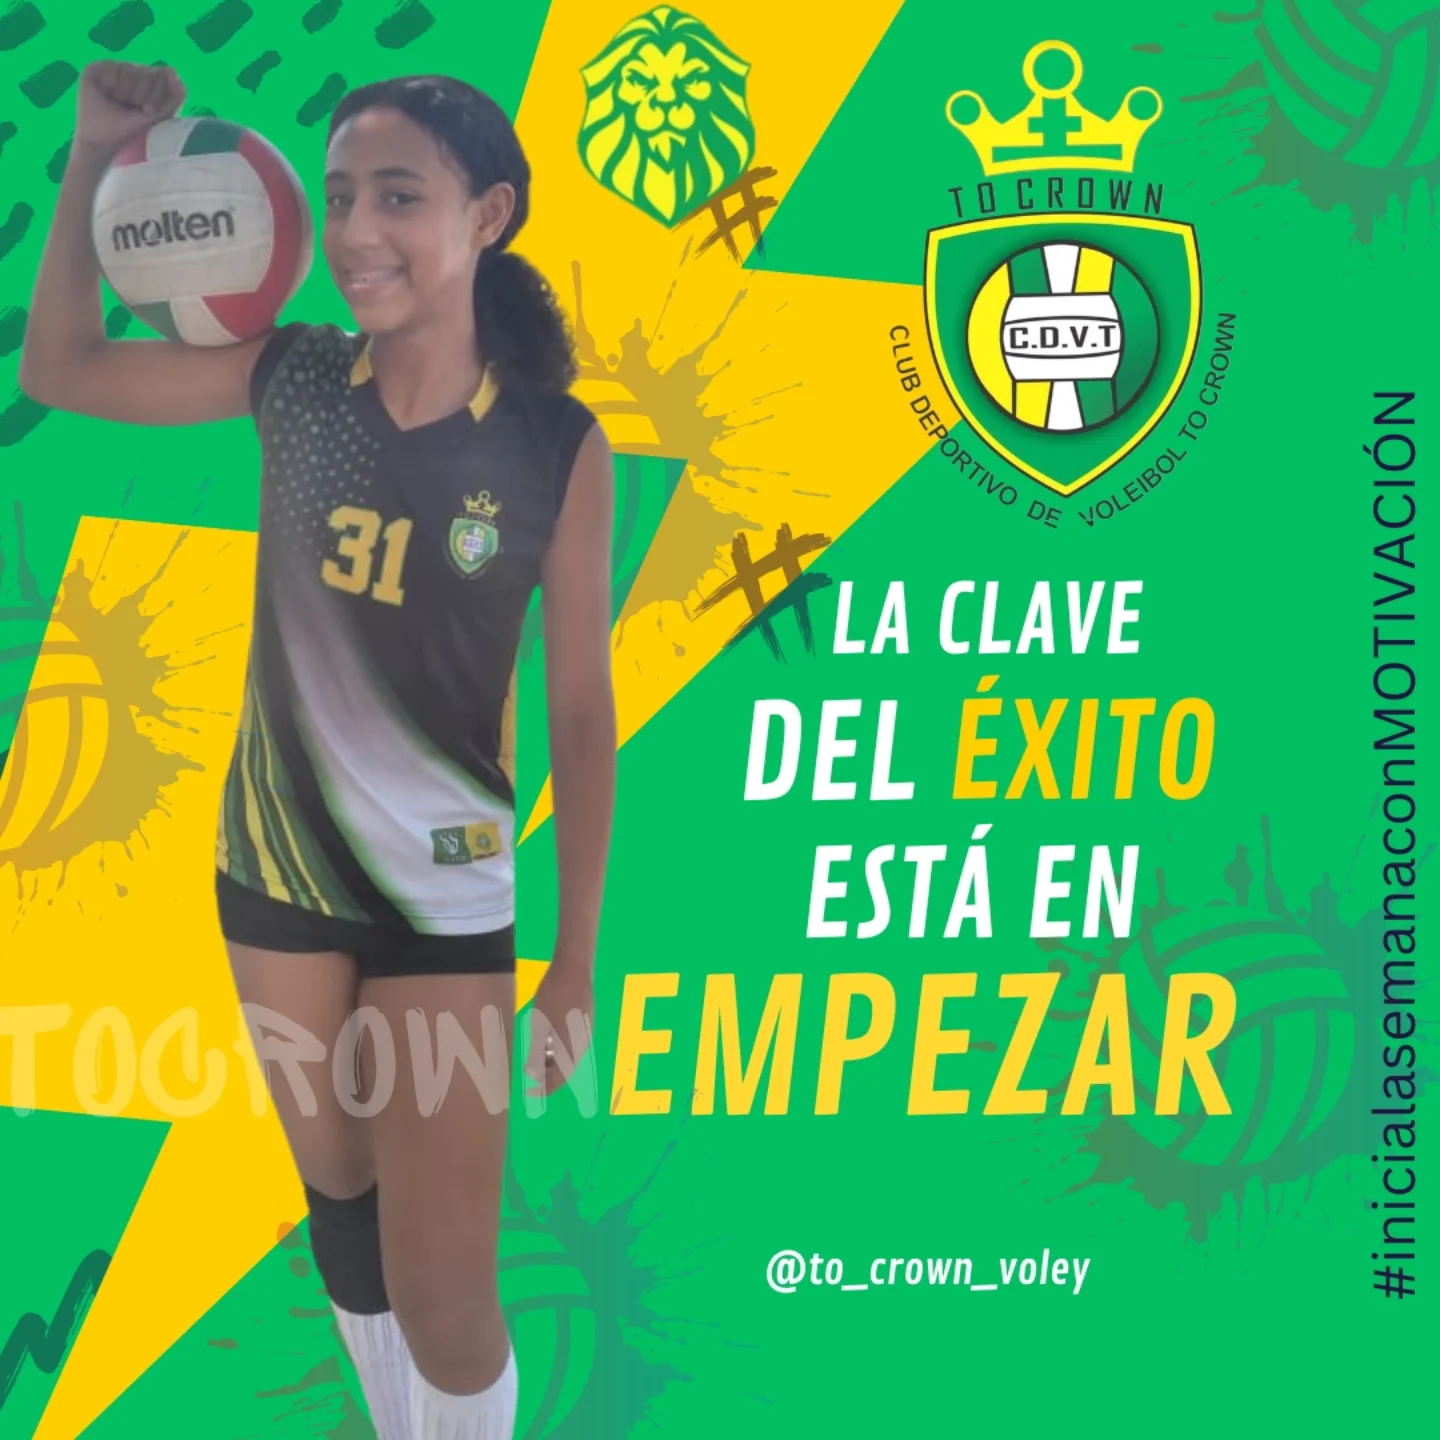 molten
TO CROWN
C.D.V.T
CLUB DEPORTIVO DE VOLEIBOL TO CROWN
31
#
#
LA CLAVE
DEL ÉXITO
ESTÁ EN
EMPEZAR
TOCROWN
@to_crown_voley
#inicialasemanaconMOTIVACIÓN